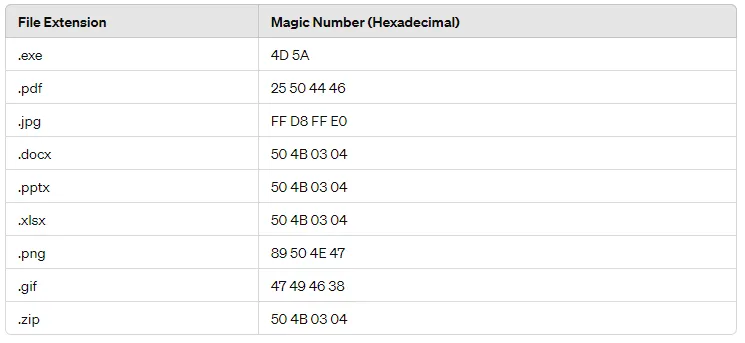 File Extension Magic Number (Hexadecimal)
.exe 4D 5A
.pdf 25 50 44 46
.jpg FF D8 FF E0
.docx 50 4B 03 04
.pptx 50 4B 03 04
.xlsx 50 4B 03 04
.png 89 50 4E 47
.gif 47 49 46 38
.zip 50 4B 03 04